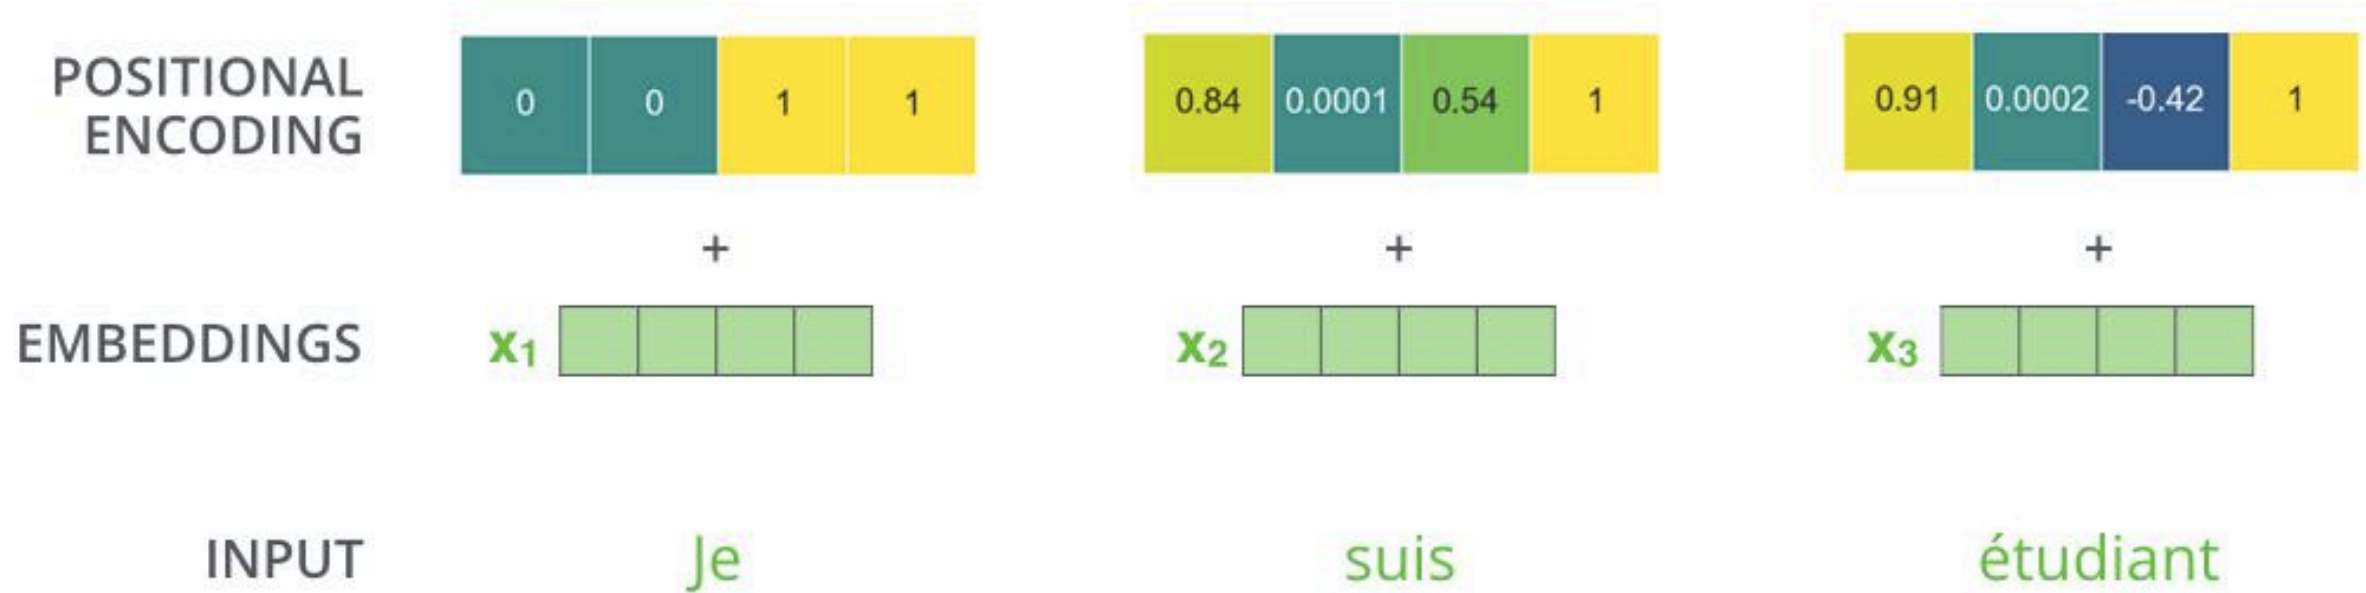 POSITIONAL
ENCODING
0 0 1 1
0.84 0.0001 0.54 1
0.91 0.0002 -0.42 1
+ + +
EMBEDDINGS
x1
x2
x3
INPUT
Je
suis
étudiant